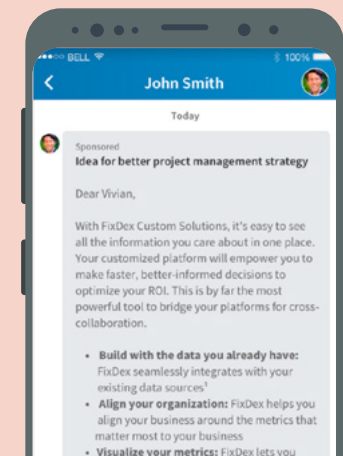 BELL 100%
John Smith
Today
Sponsored
Idea for better project management strategy
Dear Vivian,
With FixDex Custom Solutions, it's easy to see
all the information you care about in one place.
Your customized platform will empower you to
make faster, better-informed decisions to
optimize your ROI. This is by far the most
powerful tool to bridge your platforms for cross-
collaboration.
• Build with the data you already have:
FixDex seamlessly integrates with your
existing data sources¹
• Align your organization: FixDex helps you
align your business around the metrics that
matter most to your business
• Visualize your metrics: FixDex lets you